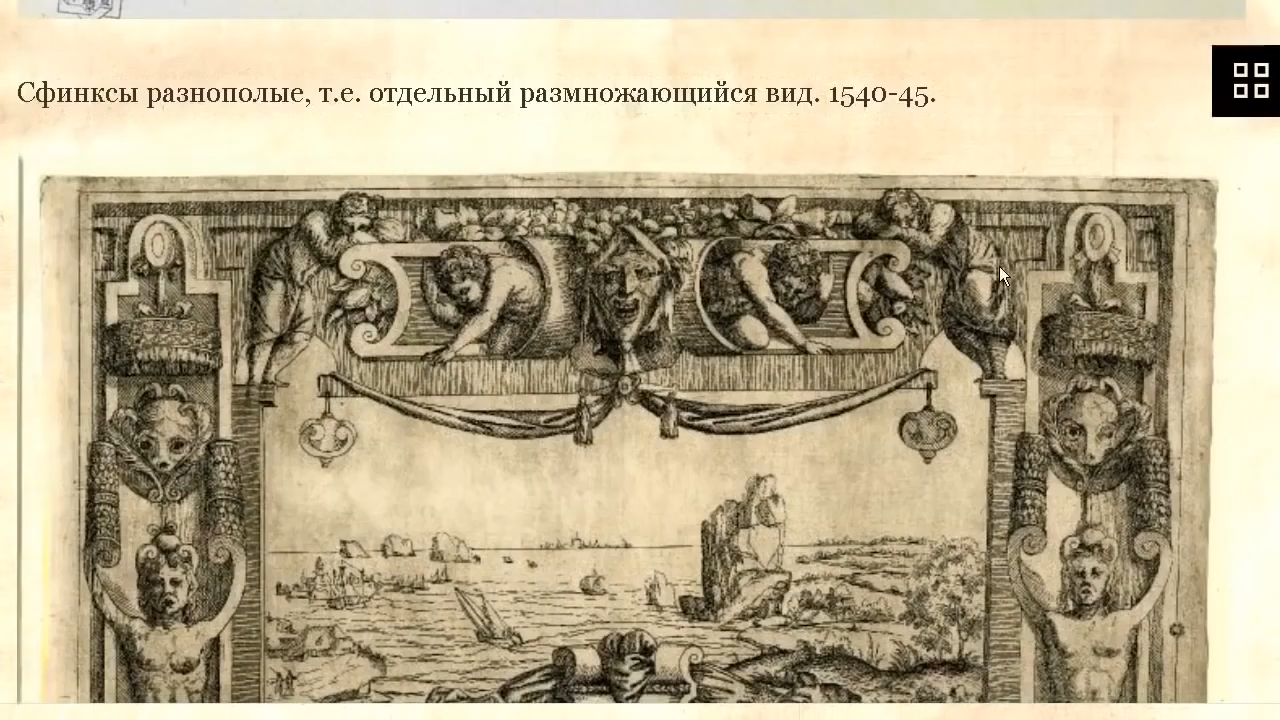 Сфинксы разнополые, т.е. отдельный размножающийся вид. 1540-45.